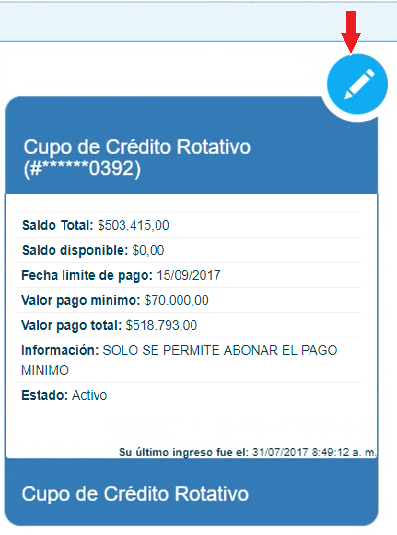 Cupo de Crédito Rotativo
(#******0392)
Saldo Total: $503.415,00
Saldo disponible: $0,00
Fecha limite de pago: 15/09/2017
Valor pago minimo: $70.000,00
Valor pago total: $518.793,00
Información: SOLO SE PERMITE ABONAR EL PAGO
MINIMO
Estado: Activo
Su último ingreso fue el: 31/07/2017 8:49:12 a. m.
Cupo de Crédito Rotativo